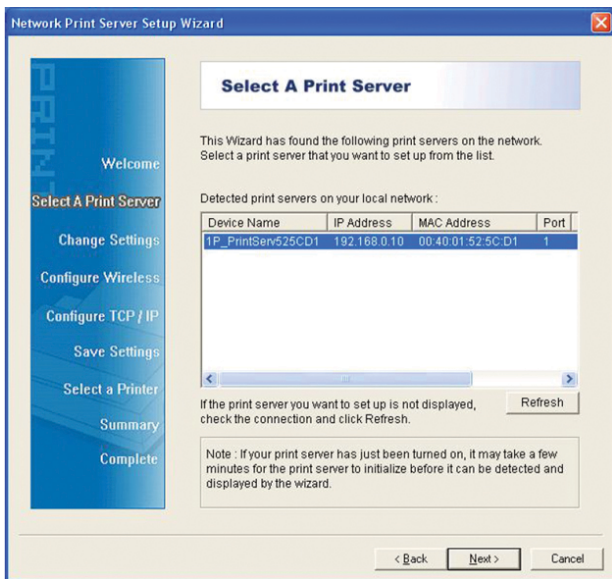 Network Print Server Setup Wizard
PRINT
Welcome
Select A Print Server
Change Settings
Configure Wireless
Configure TCP / IP
Save Settings
Select a Printer
Summary
Complete
Select A Print Server
This Wizard has found the following print servers on the network.
Select a print server that you want to set up from the list.
Detected print servers on your local network :
Device Name IP Address MAC Address Port
1P_PrintServ525CD1 192.168.0.10 00:40:01:52:5C:D1 1
If the print server you want to set up is not displayed,
check the connection and click Refresh.
Refresh
Note : If your print server has just been turned on, it may take a few
minutes for the print server to initialize before it can be detected and
displayed by the wizard.
< Back Next > Cancel